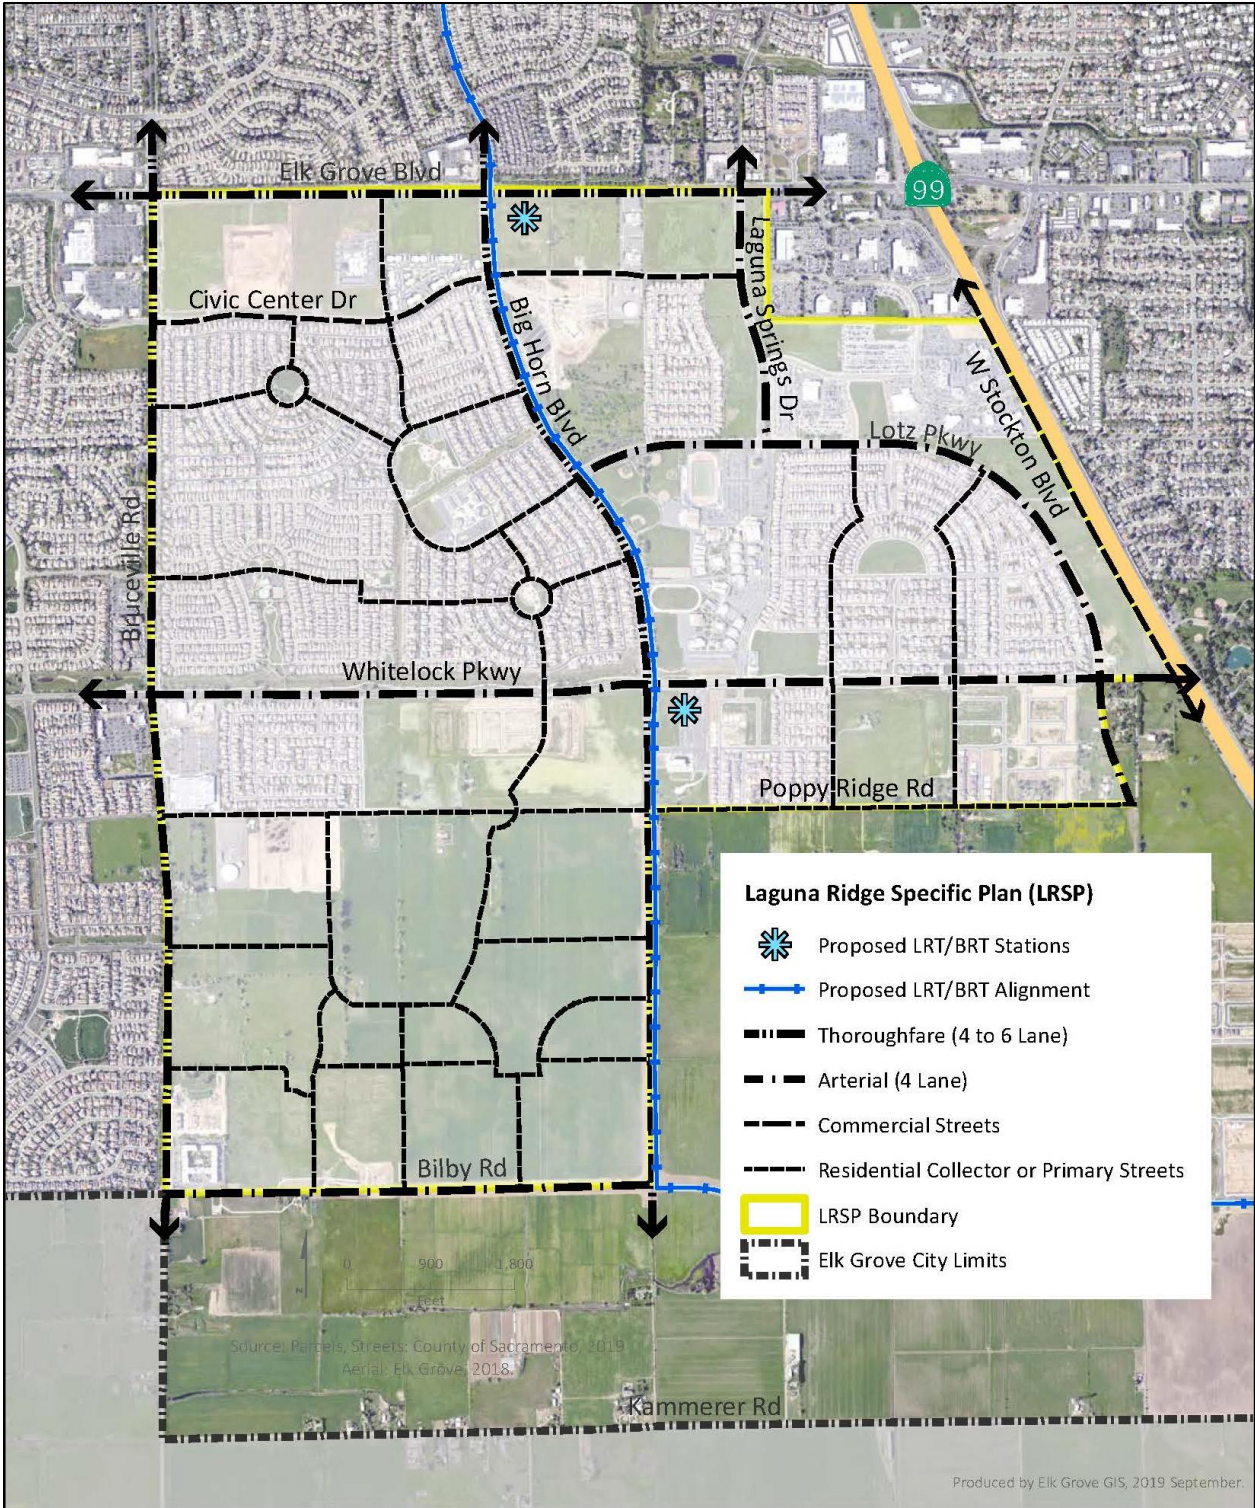 Elk Grove Blvd
99
Laguna Springs Dr
Civic Center Dr
Big Horn Blvd
W Stockton Blvd
Lotz Pkwy
Bruceville Rd
Whitelock Pkwy
Poppy Ridge Rd
Laguna Ridge Specific Plan (LRSP)
Proposed LRT/BRT Stations
Proposed LRT/BRT Alignment
Thoroughfare (4 to 6 Lane)
Arterial (4 Lane)
Commercial Streets
Residential Collector or Primary Streets
LRSP Boundary
Elk Grove City Limits
Bilby Rd
0 900 1,800
Feet
N
Source: Parcels, Streets: County of Sacramento, 2019
Aerial: Elk Grove, 2018.
Kammerer Rd
Produced by Elk Grove GIS, 2019 September.